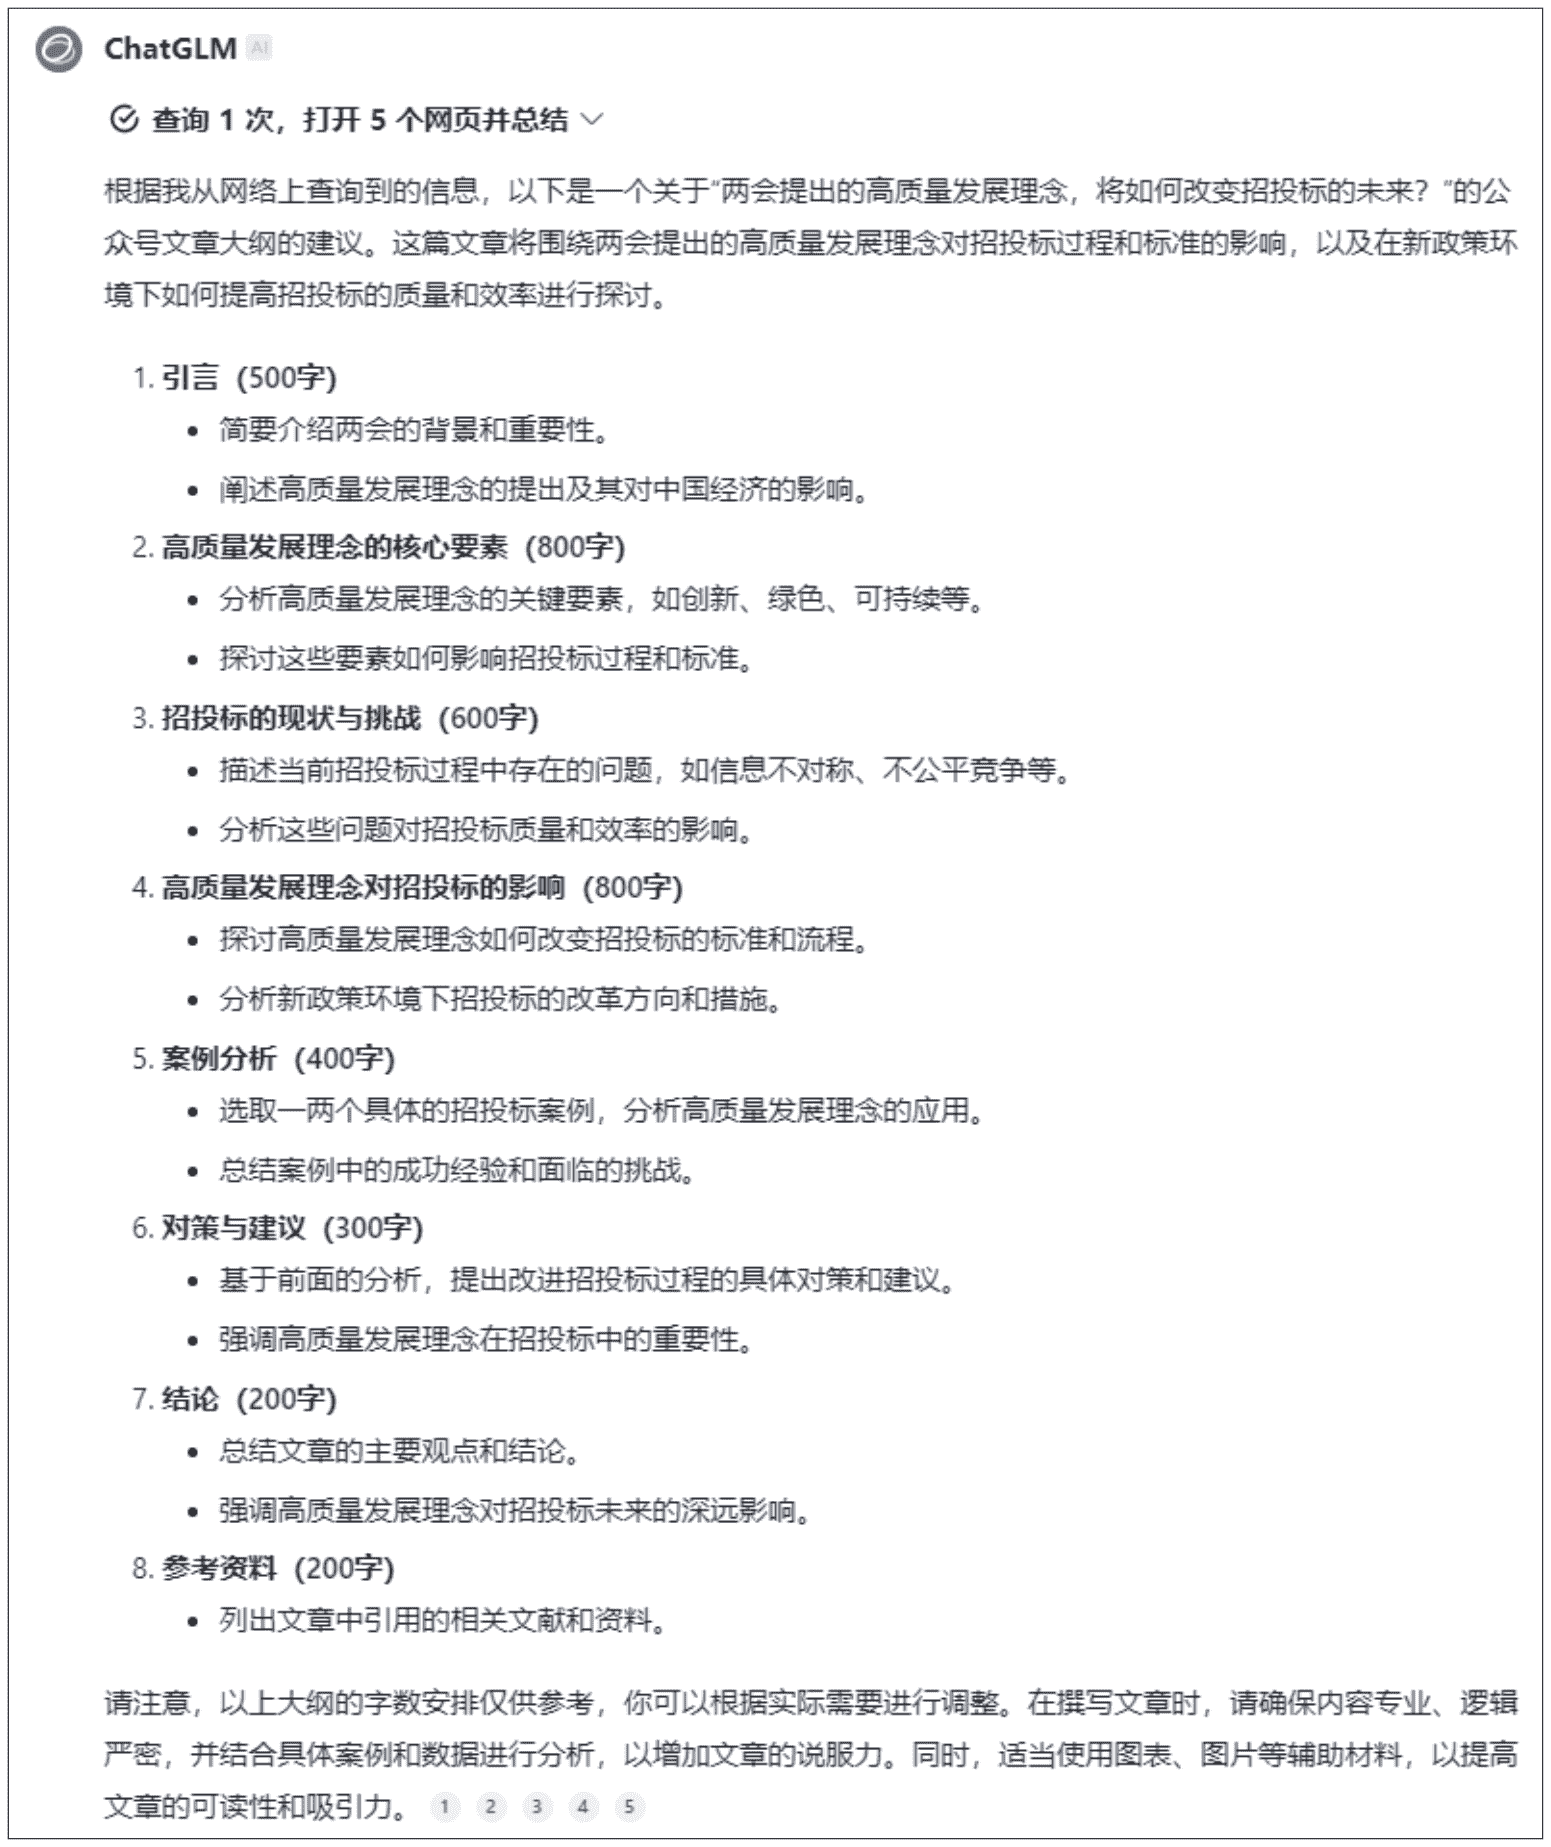 ChatGLM AI
查询 1 次，打开 5 个网页并总结
根据我从网络上查询到的信息，以下是一个关于“两会提出的高质量发展理念，将如何改变招投标的未来？”的公
众号文章大纲的建议。这篇文章将围绕两会提出的高质量发展理念对招投标过程和标准的影响，以及在新政策环
境下如何提高招投标的质量和效率进行探讨。
1. 引言（500字）
• 简要介绍两会的背景和重要性。
• 阐述高质量发展理念的提出及其对中国经济的影响。
2. 高质量发展理念的核心要素（800字）
• 分析高质量发展理念的关键要素，如创新、绿色、可持续等。
• 探讨这些要素如何影响招投标过程和标准。
3. 招投标的现状与挑战（600字）
• 描述当前招投标过程中存在的问题，如信息不对称、不公平竞争等。
• 分析这些问题对招投标质量和效率的影响。
4. 高质量发展理念对招投标的影响（800字）
• 探讨高质量发展理念如何改变招投标的标准和流程。
• 分析新政策环境下招投标的改革方向和措施。
5. 案例分析（400字）
• 选取一两个具体的招投标案例，分析高质量发展理念的应用。
• 总结案例中的成功经验和面临的挑战。
6. 对策与建议（300字）
• 基于前面的分析，提出改进招投标过程的具体对策和建议。
• 强调高质量发展理念在招投标中的重要性。
7. 结论（200字）
• 总结文章的主要观点和结论。
• 强调高质量发展理念对招投标未来的深远影响。
8. 参考资料（200字）
• 列出文章中引用的相关文献和资料。
请注意，以上大纲的字数安排仅供参考，你可以根据实际需要进行调整。在撰写文章时，请确保内容专业、逻辑
严密，并结合具体案例和数据进行分析，以增加文章的说服力。同时，适当使用图表、图片等辅助材料，以提高
文章的可读性和吸引力。 1 2 3 4 5